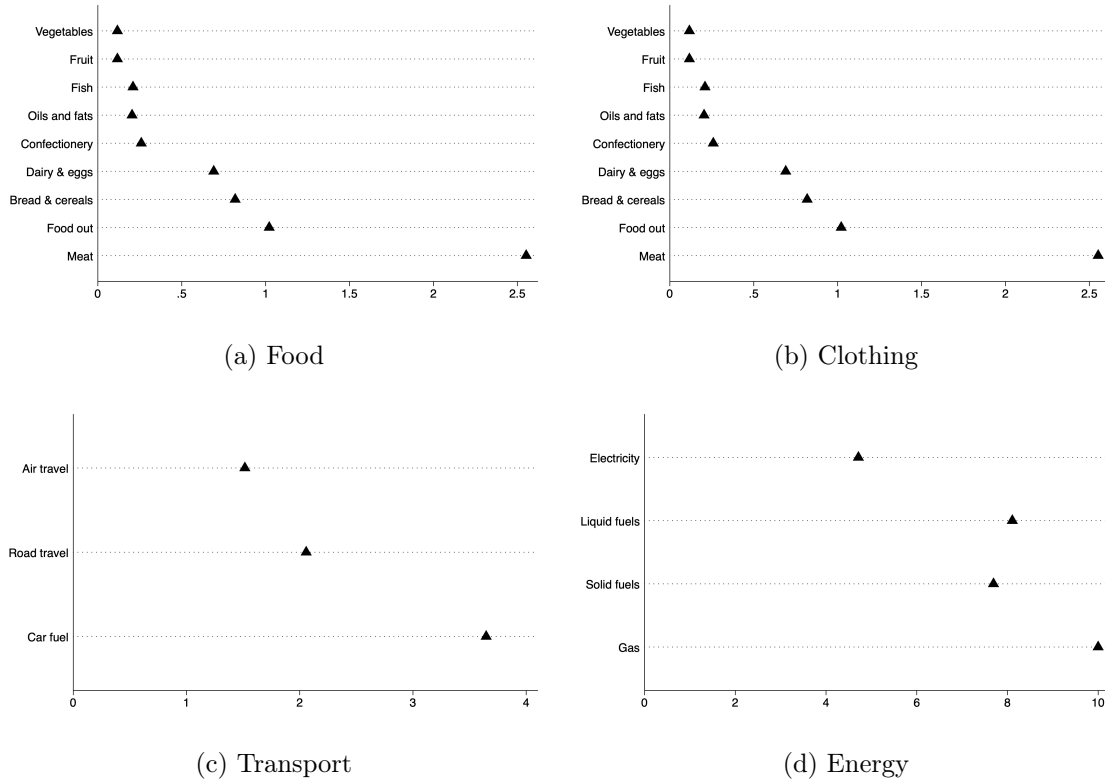 Vegetables
Fruit
Fish
Oils and fats
Confectionery
Dairy & eggs
Bread & cereals
Food out
Meat
0 .5 1 1.5 2 2.5
(a) Food
Vegetables
Fruit
Fish
Oils and fats
Confectionery
Dairy & eggs
Bread & cereals
Food out
Meat
0 .5 1 1.5 2 2.5
(b) Clothing
Air travel
Road travel
Car fuel
0 1 2 3 4
(c) Transport
Electricity
Liquid fuels
Solid fuels
Gas
0 2 4 6 8 10
(d) Energy